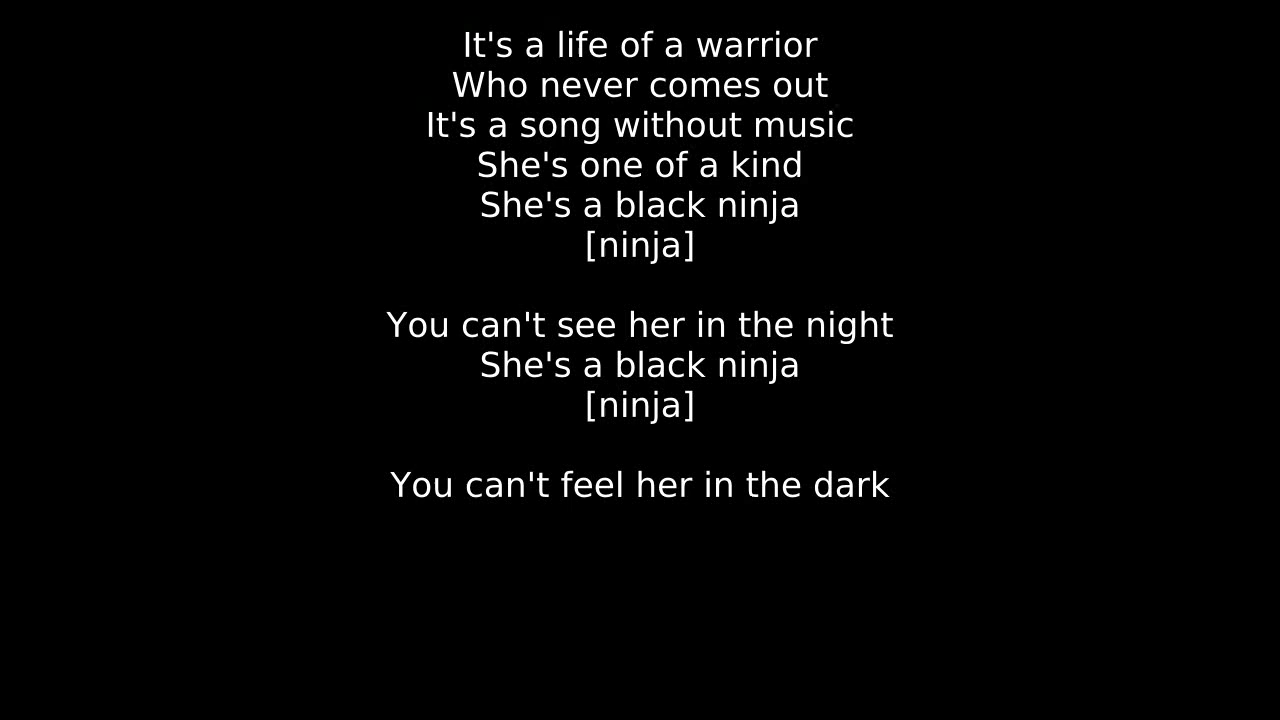 It's a life of a warrior
Who never comes out
It's a song without music
She's one of a kind
She's a black ninja
[ninja]
You can't see her in the night
She's a black ninja
[ninja]
You can't feel her in the dark